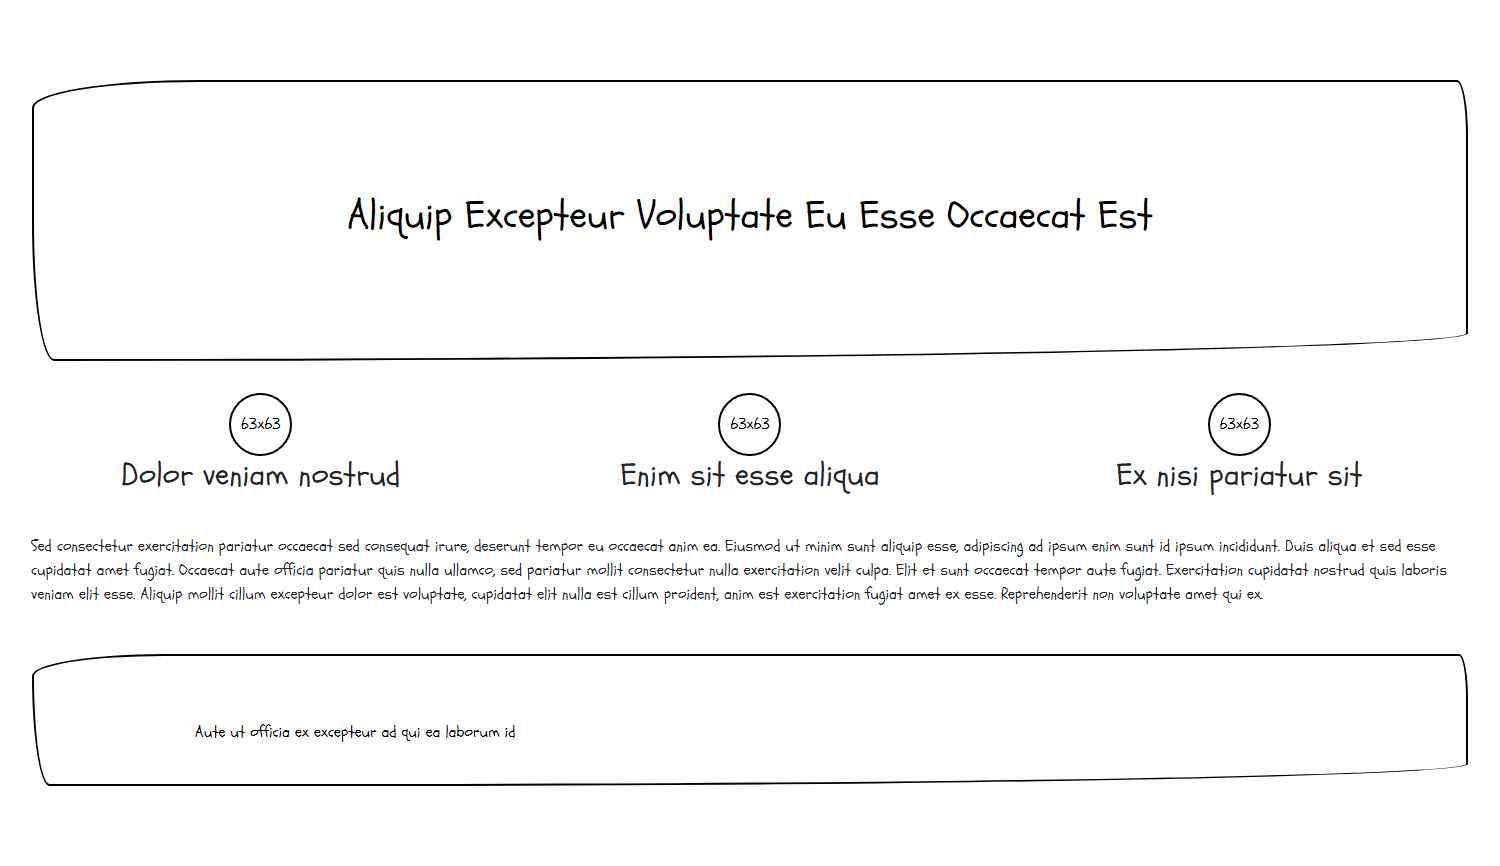 Aliquip Excepteur Voluptate Eu Esse Occaecat Est
63x63
63x63
63x63
Dolor veniam nostrud
Enim sit esse aliqua
Ex nisi pariatur sit
Sed consectetur exercitation pariatur occaecat sed consequat irure, deserunt tempor eu occaecat anim ea. Eiusmod ut minim sunt aliquip esse, adipiscing ad ipsum enim sunt id ipsum incididunt. Duis aliqua et sed esse
cupidatat amet fugiat. Occaecat aute officia pariatur quis nulla ullamco, sed pariatur mollit consectetur nulla exercitation velit culpa. Elit et sunt occaecat tempor aute fugiat. Exercitation cupidatat nostrud quis laboris
veniam elit esse. Aliquip mollit cillum excepteur dolor est voluptate, cupidatat elit nulla est cillum proident, anim est exercitation fugiat amet ex esse. Reprehenderit non voluptate amet qui ex.
Aute ut officia ex excepteur ad qui ea laborum id